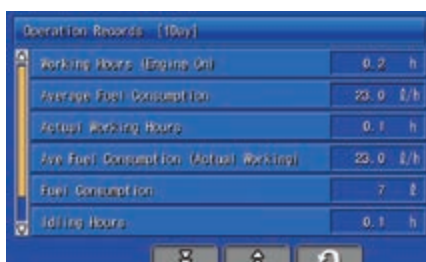 Operation Records [1Day]
Working Hours (Engine On) 0.2 h
Average Fuel Consumption 23.0 ℓ/h
Actual Working Hours 0.1 h
Ave Fuel Consumption (Actual Working) 23.0 ℓ/h
Fuel Consumption 7 ℓ
Idling Hours 0.1 h